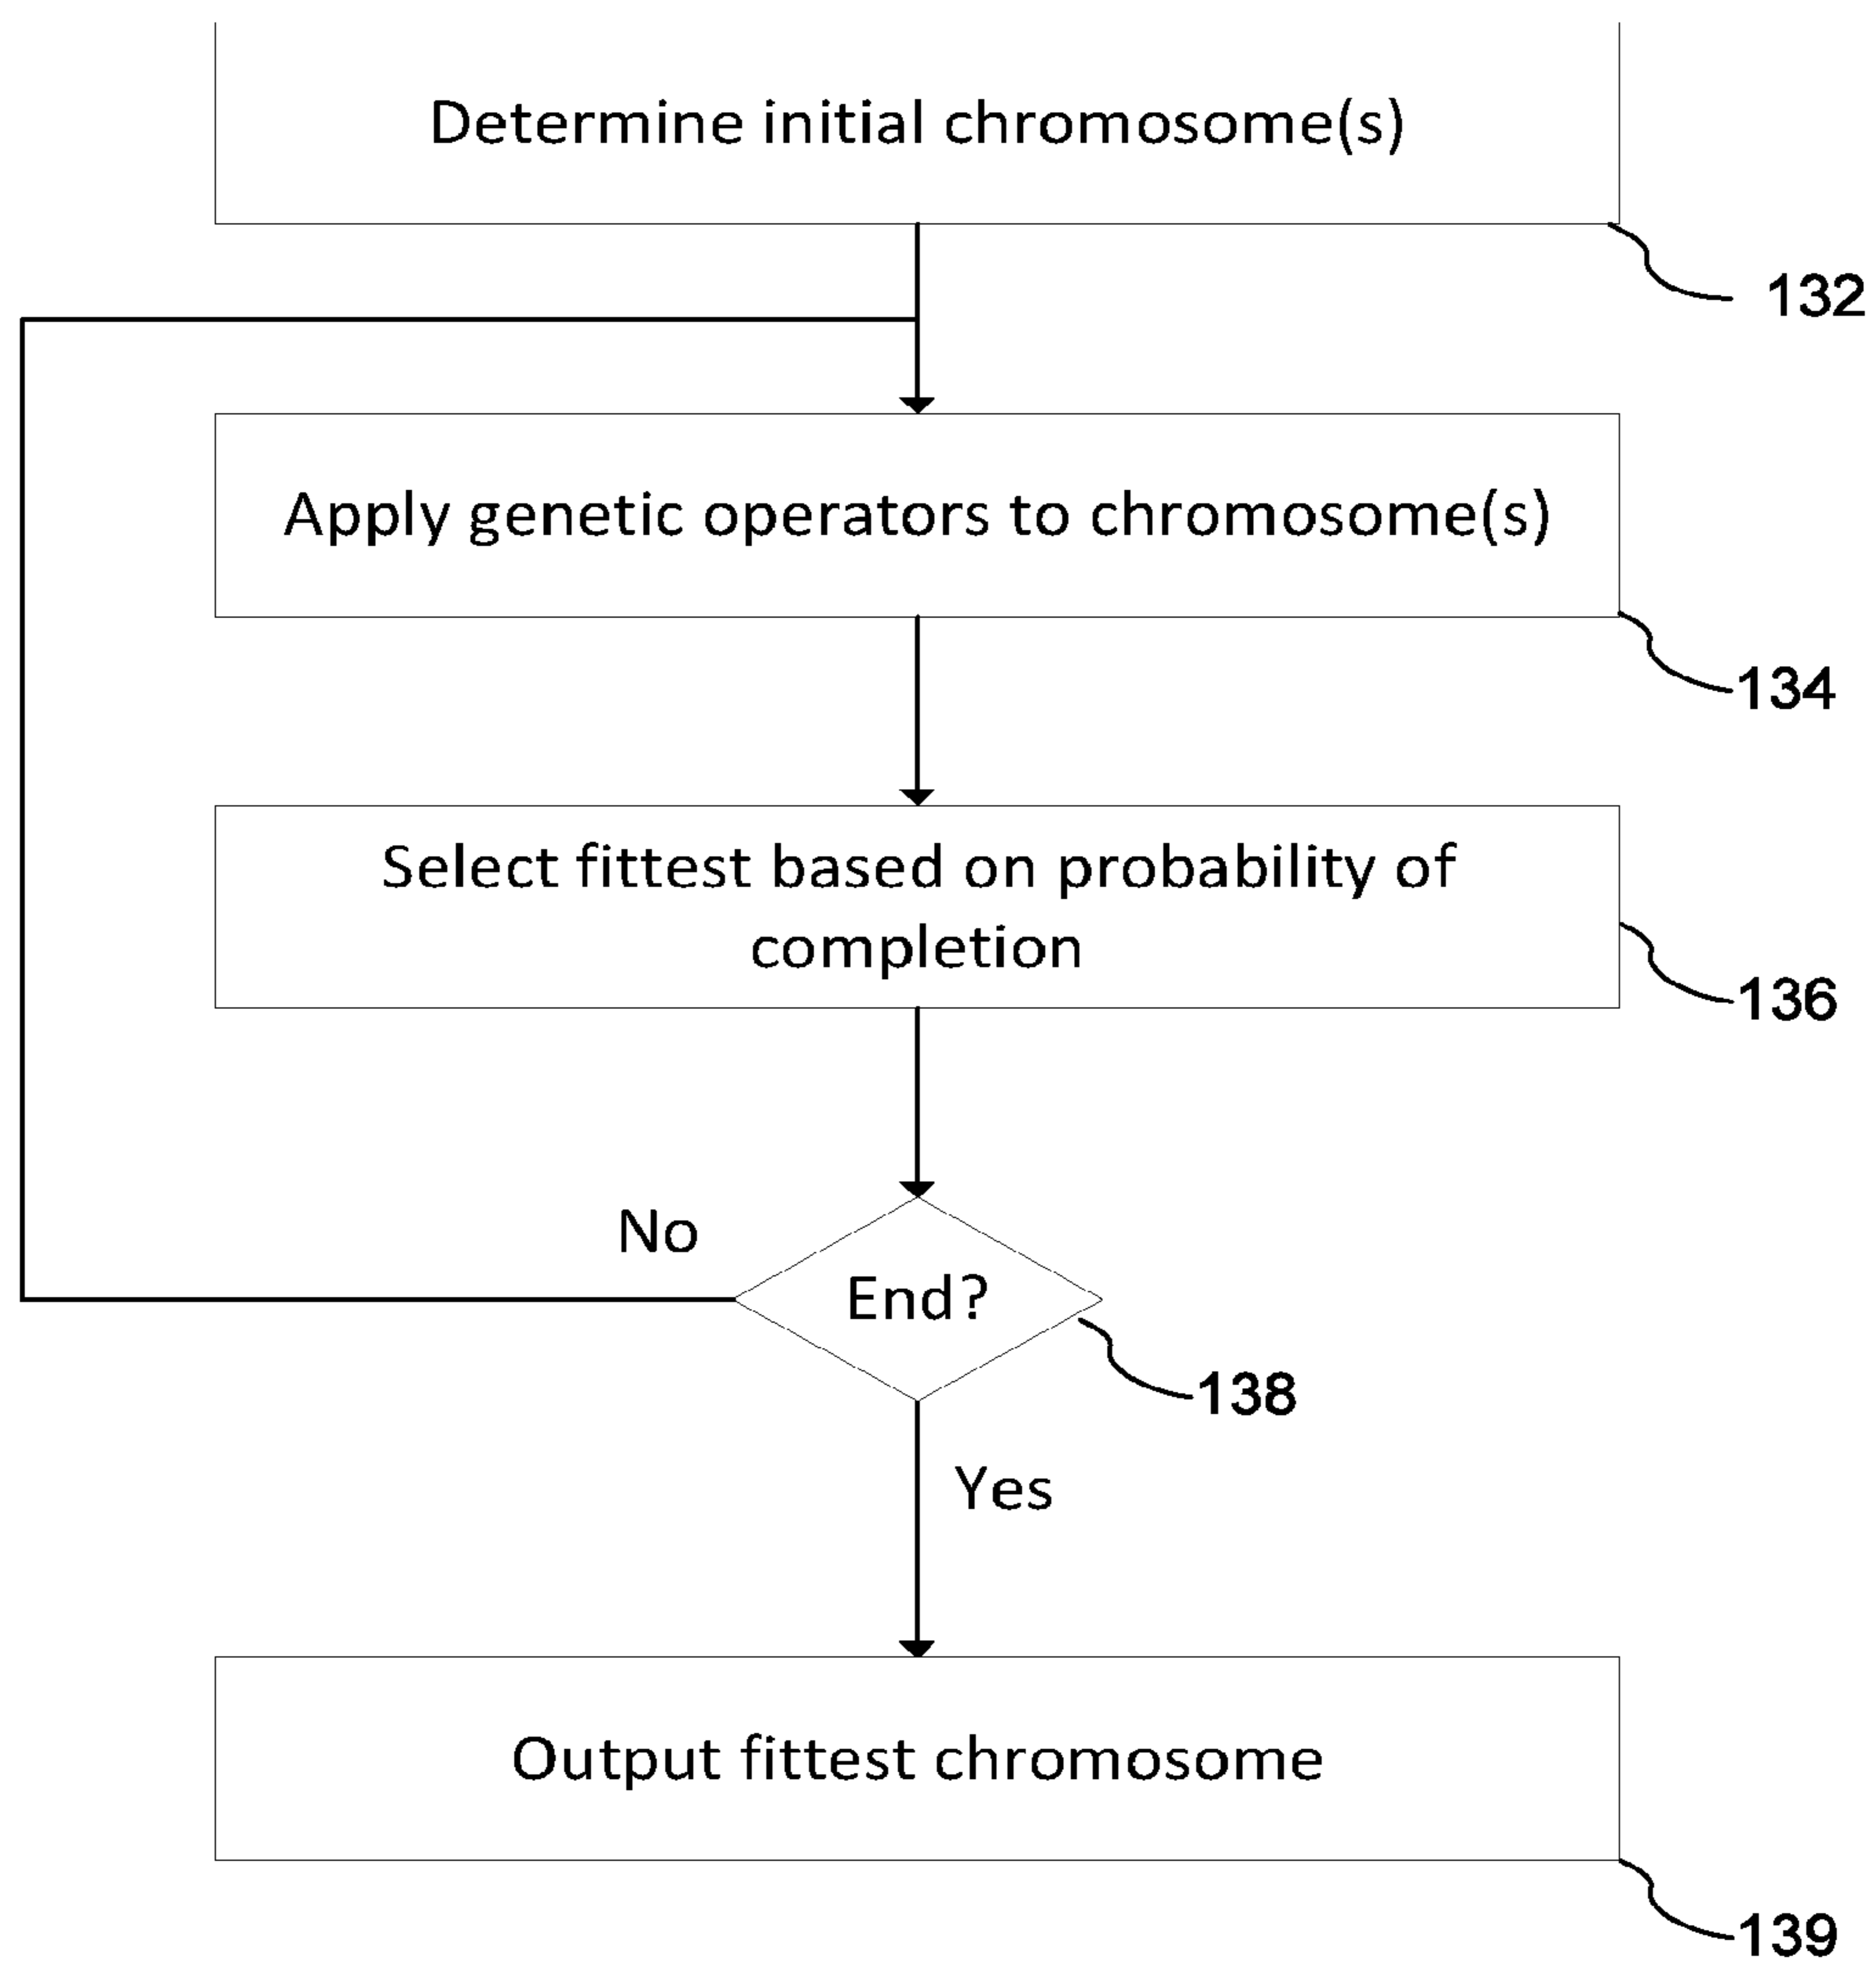 Determine initial chromosome(s)
132
Apply genetic operators to chromosome(s)
134
Select fittest based on probability of
completion
136
No
End?
138
Yes
Output fittest chromosome
139